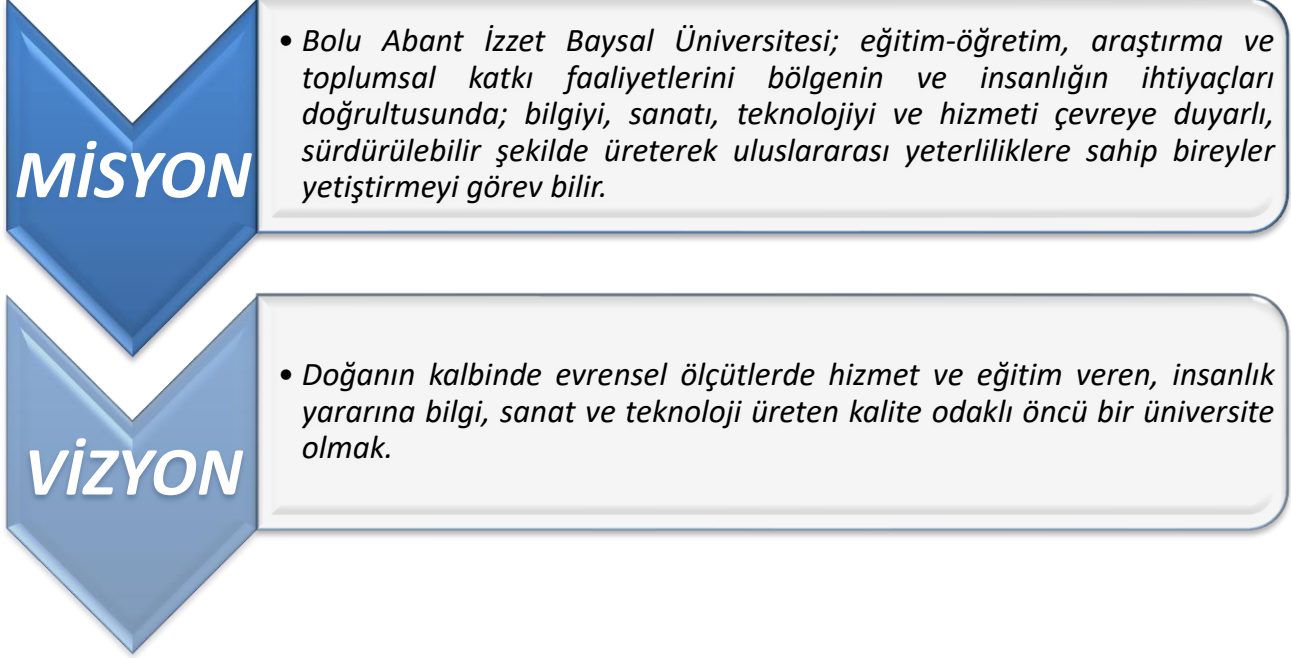 MİSYON
• Bolu Abant İzzet Baysal Üniversitesi; eğitim-öğretim, araştırma ve
toplumsal katkı faaliyetlerini bölgenin ve insanlığın ihtiyaçları
doğrultusunda; bilgiyi, sanatı, teknolojiyi ve hizmeti çevreye duyarlı,
sürdürülebilir şekilde üreterek uluslararası yeterliliklere sahip bireyler
yetiştirmeyi görev bilir.
VİZYON
• Doğanın kalbinde evrensel ölçütlerde hizmet ve eğitim veren, insanlık
yararına bilgi, sanat ve teknoloji üreten kalite odaklı öncü bir üniversite
olmak.